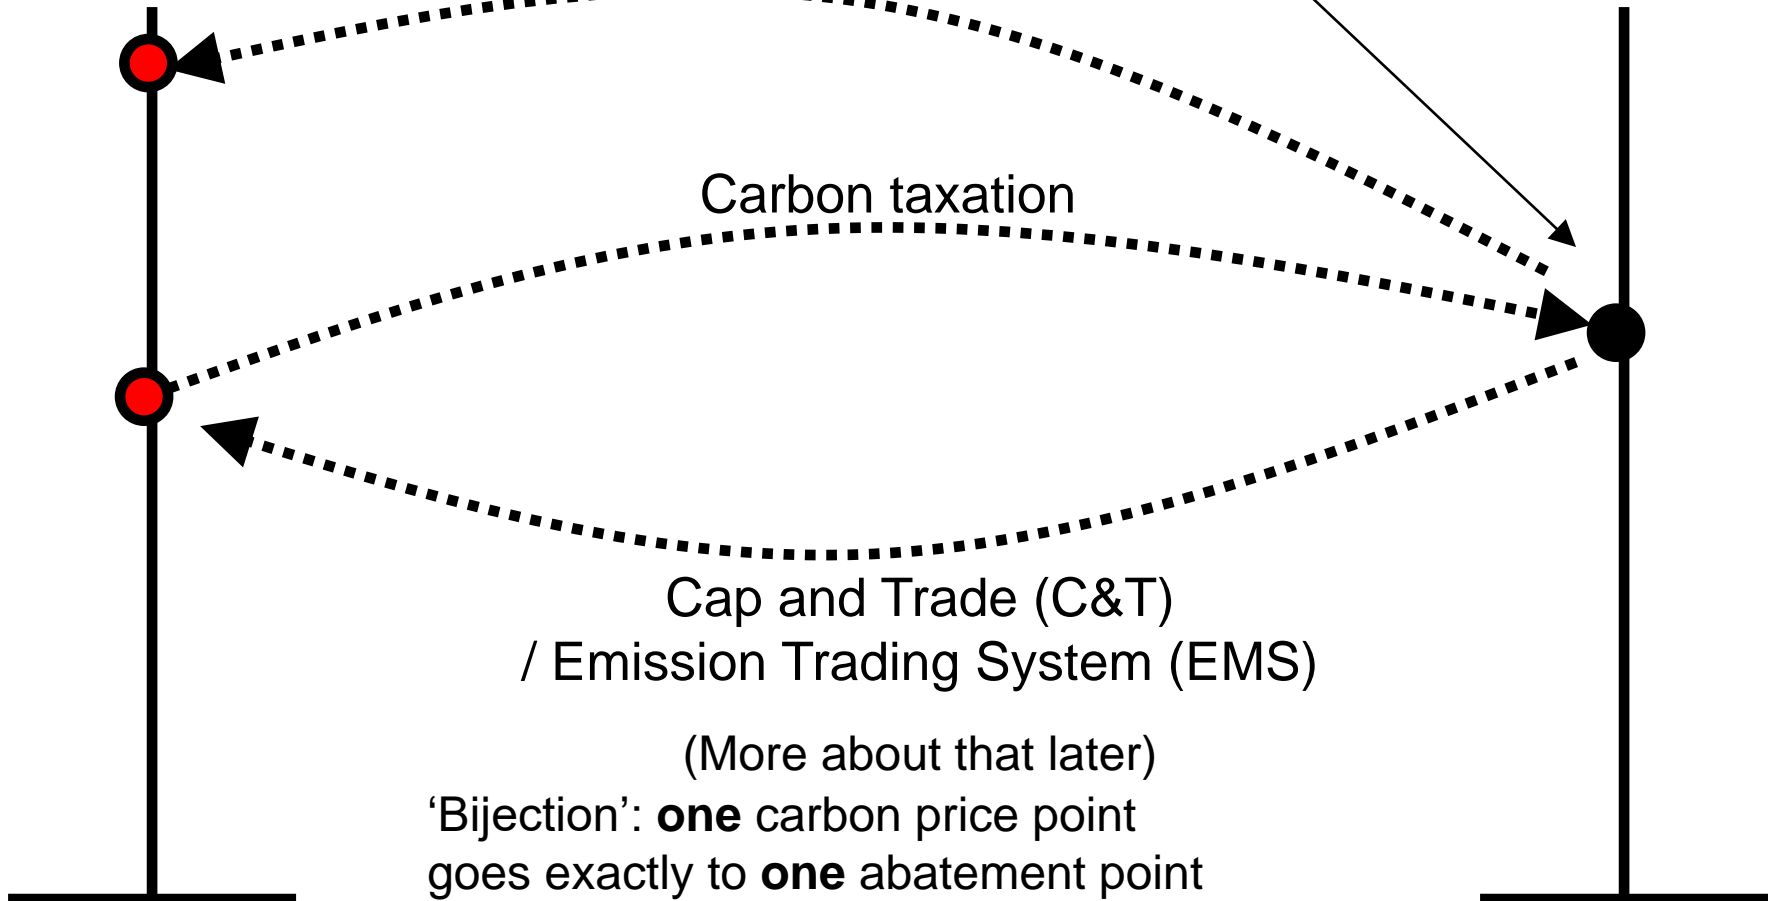 Carbon taxation
Cap and Trade (C&T)
/ Emission Trading System (EMS)
(More about that later)
‘Bijection’: one carbon price point
goes exactly to one abatement point